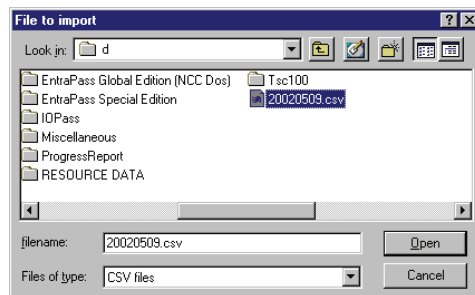 File to import
Look in: d
EntraPass Global Edition (NCC Dos)
EntraPass Special Edition
IOPass
Miscellaneous
ProgressReport
RESOURCE DATA
Tsc100
20020509.csv
filename: 20020509.csv Open
Files of type: CSV files Cancel